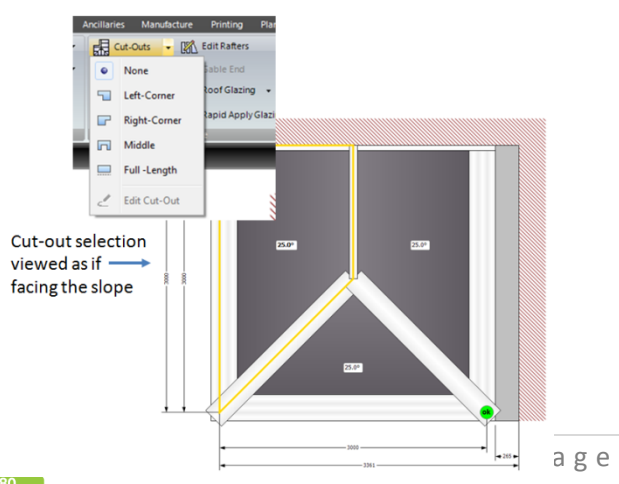 Ancillaries Manufacture Printing
Cut-Outs Edit Rafters
None
Gable End
Left-Corner
Roof Glazing
Right-Corner
Rapid Apply
Middle
Full -Length
Edit Cut-Out
Cut-out selection
viewed as if
facing the slope
25.0°
25.0°
3000
3000
25.0°
ok
3000
265
3361
age
80